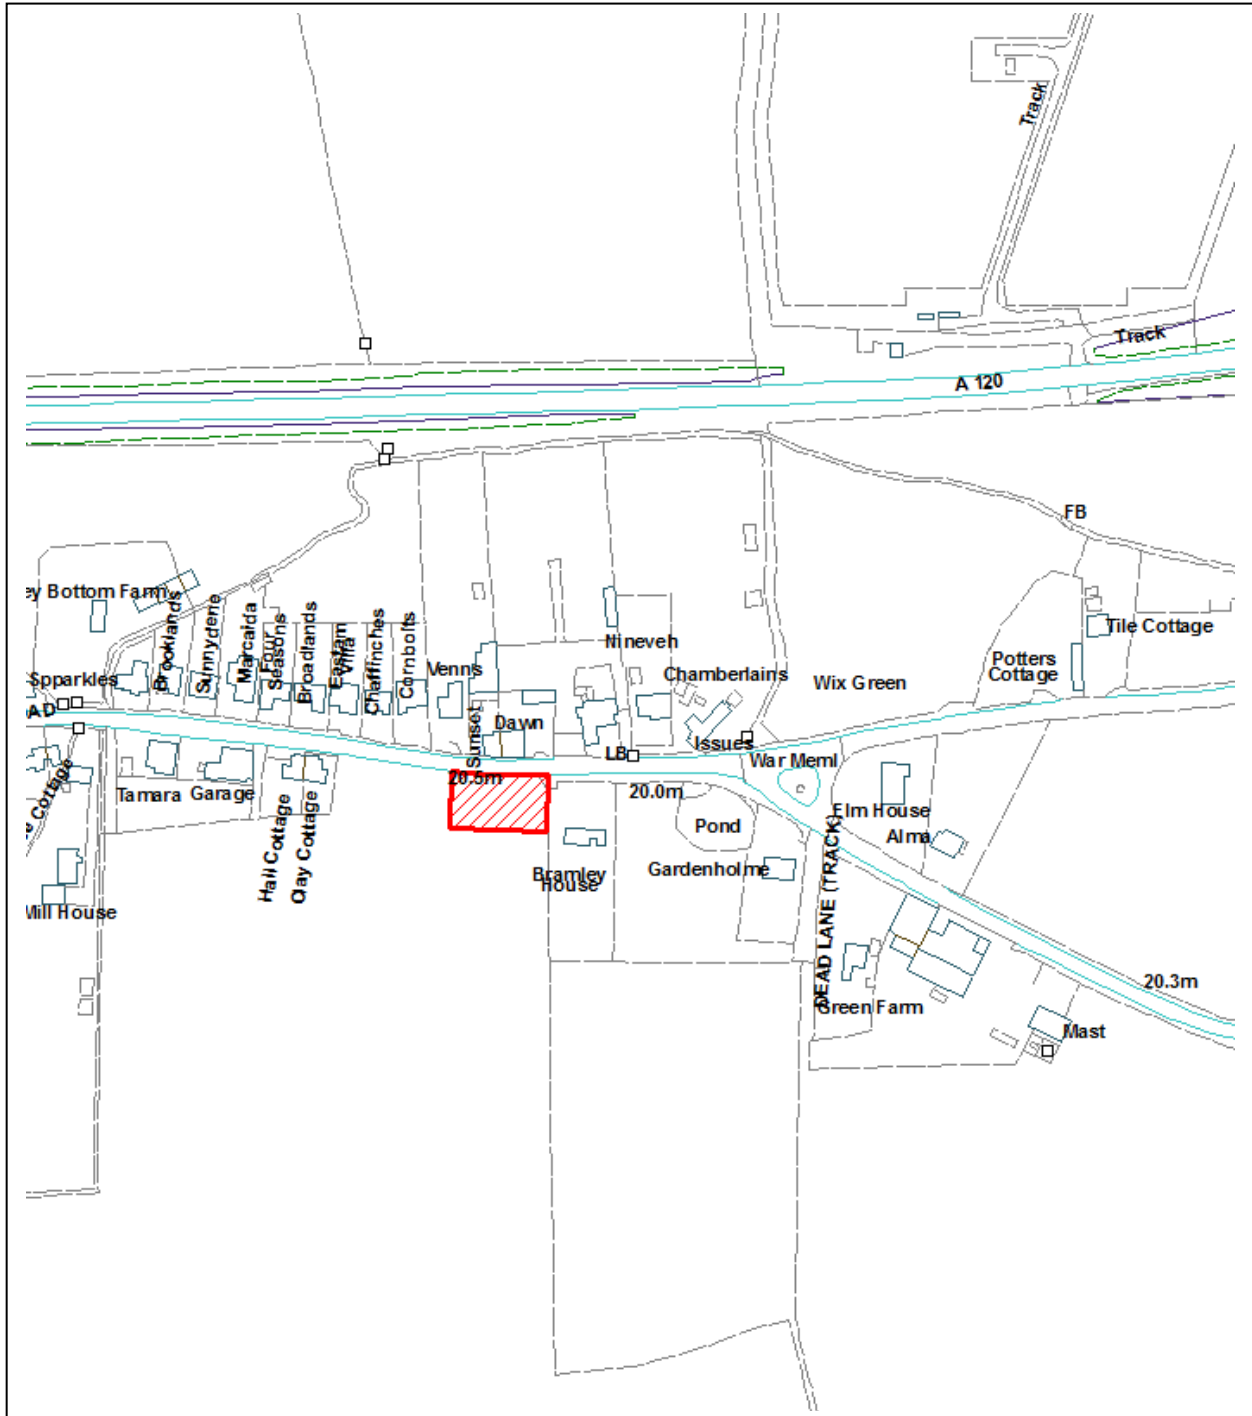 Track
Track
A 120
FB
ey Bottom Farm
Brooklands
Sunnydene
Marcaida
Four
Seasons
Broadlands
Eastam
Villa
Chaffinches
Cornbolts
Nineveh
Tile Cottage
Spparkles
Venns
Chamberlains
Potters
Cottage
Wix Green
AD
Sunset
Dawn
LB
Issues
War Meml
20.5m
20.0m
Tamara
Garage
Hall Cottage
Clay Cottage
Cottage
Pond
Elm House
Alma
Bramley
House
Gardenholme
DEAD LANE (TRACK)
Mill House
20.3m
Green Farm
Mast